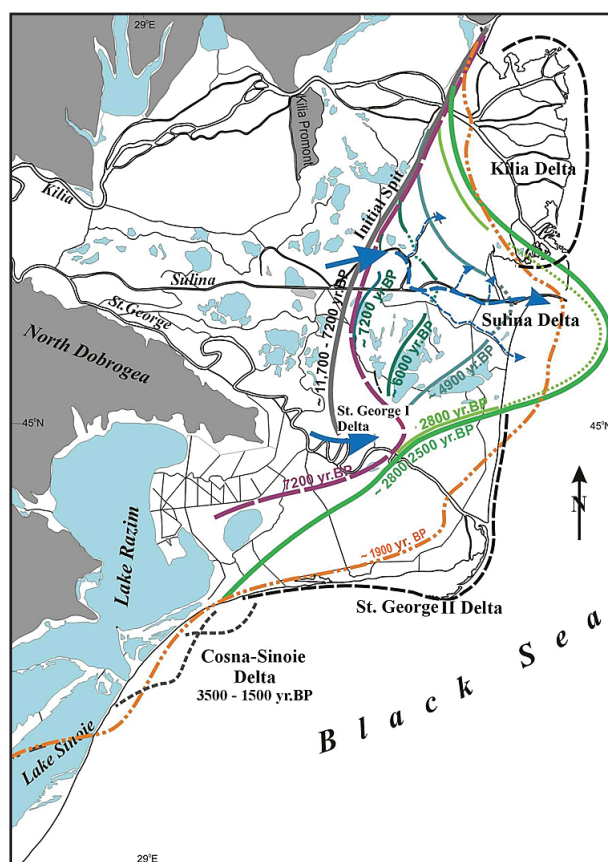 29°E
Kilia Promont.
Kilia
Initial Spit
Kilia Delta
Sulina
St. George
North Dobrogea
~ 11,700 - 7200 yr.BP
7200 yr.BP
~ 6000 yr.BP
~ 4900 yr.BP
Sulina Delta
St. George I
Delta
45°N
45°N
2800 yr.BP
~ 2800/2500 yr.BP
7200 yr.BP
N
~ 1900 yr. BP
Lake Razim
St. George II Delta
Cosna-Sinoie
Delta
3500 - 1500 yr.BP
Black Sea
Lake Sinoie
29°E